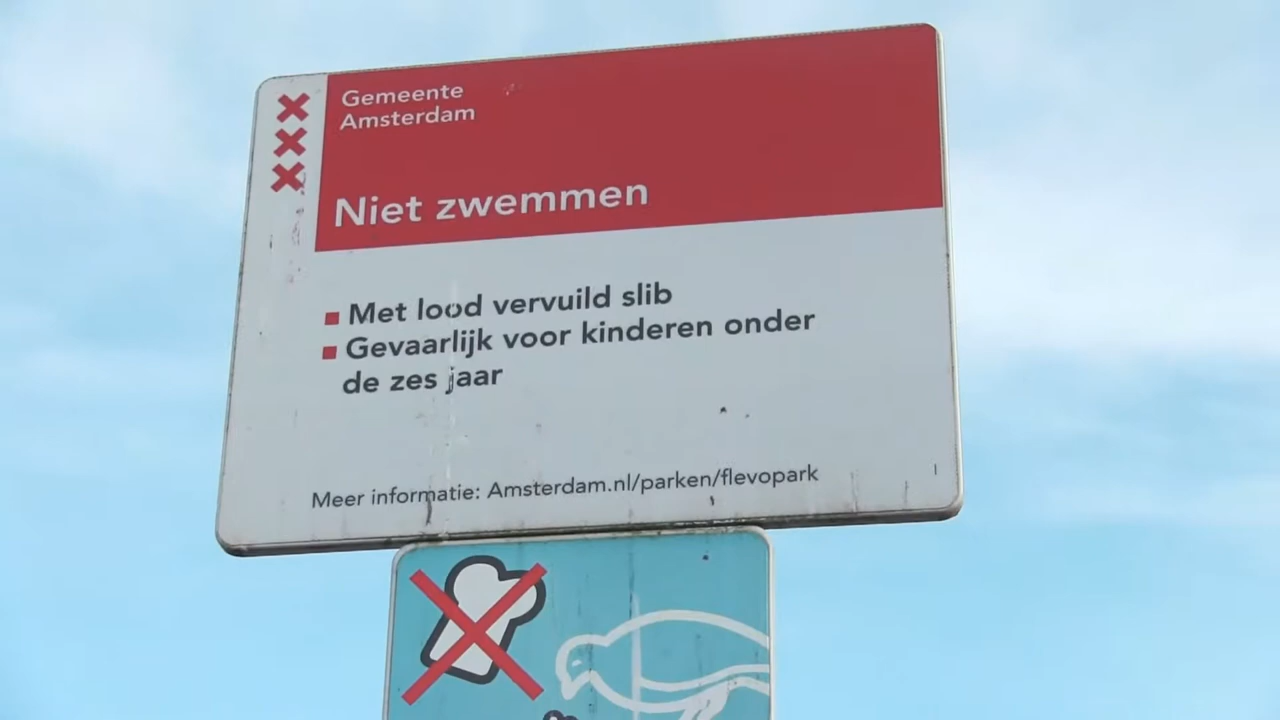 Gemeente
Amsterdam
Niet zwemmen
Met lood vervuild slib
Gevaarlijk voor kinderen onder
de zes jaar
Meer informatie: Amsterdam.nl/parken/flevopark